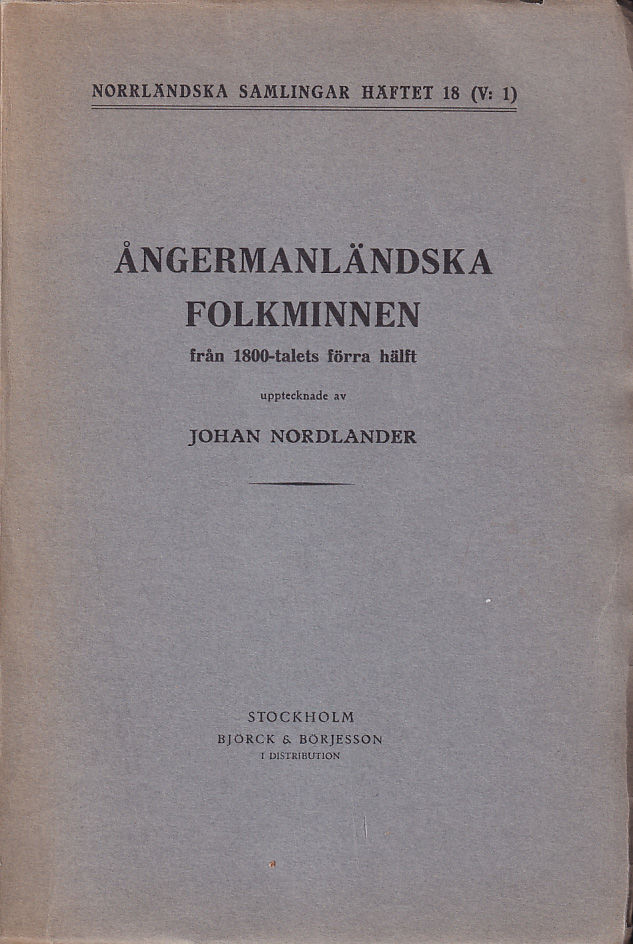 NORRLÄNDSKA SAMLINGAR HÄFTET 18 (V: 1)
ÅNGERMANLÄNDSKA
FOLKMINNEN
från 1800-talets förra hälft
upptecknade av
JOHAN NORDLANDER
STOCKHOLM
BJÖRCK & BÖRJESSON
I DISTRIBUTION